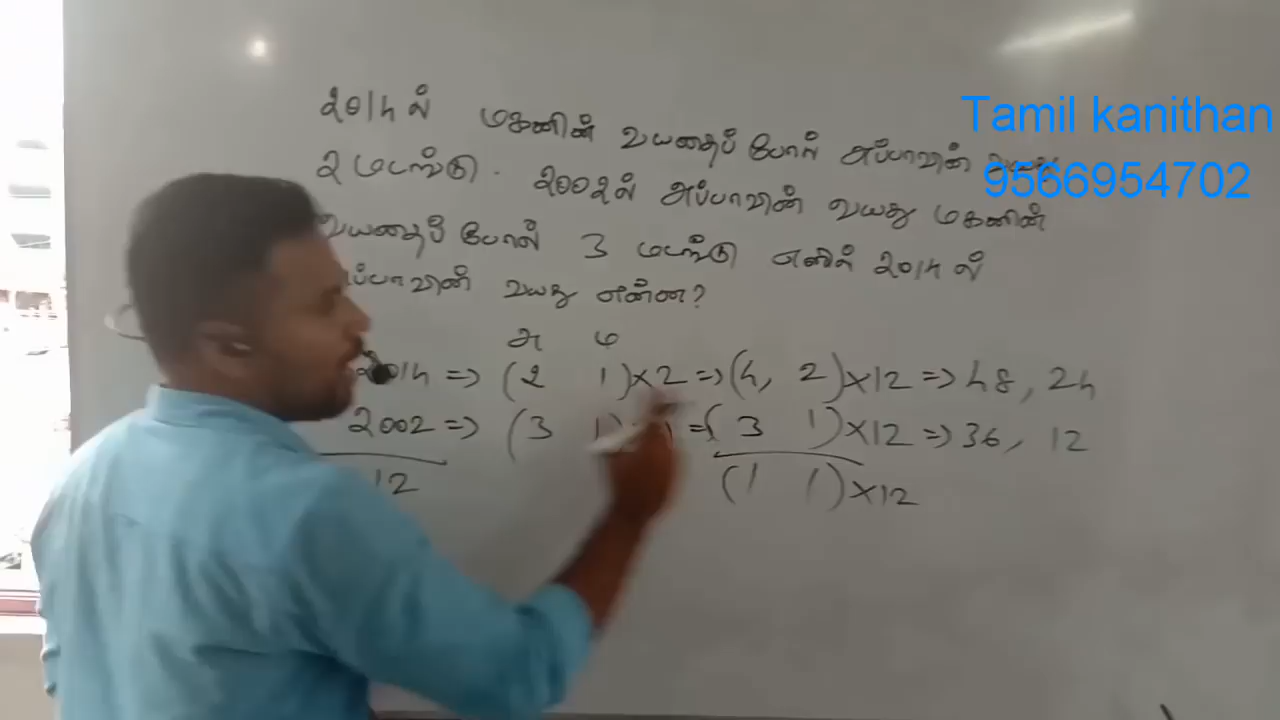 2014 ல் மகனின் வயதைப் போல் அப்பாவின் வயது
2 மடங்கு. 2002ல் அப்பாவின் வயது மகனின்
வயதைப் போல் 3 மடங்கு எனில் 2014 ல்
அப்பாவின் வயது என்ன?
அ ம
2014 => (2 1)×2 => (4, 2)×12 => 48, 24
2002 => (3 1)×1 => (3 1)×12 => 36, 12
12 (1 1)×12
Tamil kanithan
9566954702